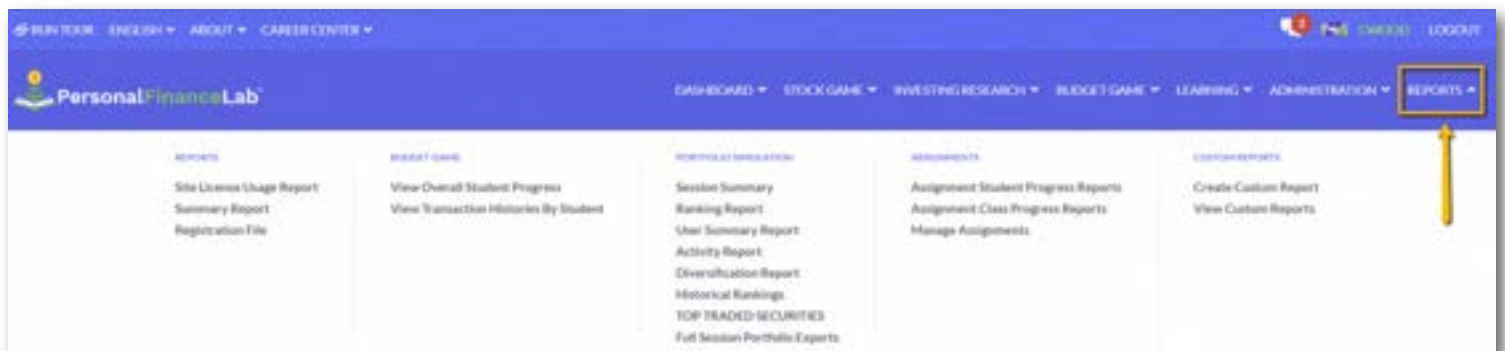 RUN TOUR ENGLISH ABOUT CAREER CENTER
2 LOGOUT
PersonalFinanceLab
DASHBOARD STOCK GAME INVESTING RESEARCH BUDGET GAME LEARNING ADMINISTRATION REPORTS
REPORTS
Site License Usage Report
Summary Report
Registration File
BUDGET GAME
View Overall Student Progress
View Transaction Histories By Student
PORTFOLIO SIMULATION
Session Summary
Ranking Report
User Summary Report
Activity Report
Diversification Report
Historical Rankings
TOP TRADED SECURITIES
Full Session Portfolio Exports
ASSIGNMENTS
Assignment Student Progress Reports
Assignment Class Progress Reports
Manage Assignments
CUSTOM REPORTS
Create Custom Report
View Custom Reports